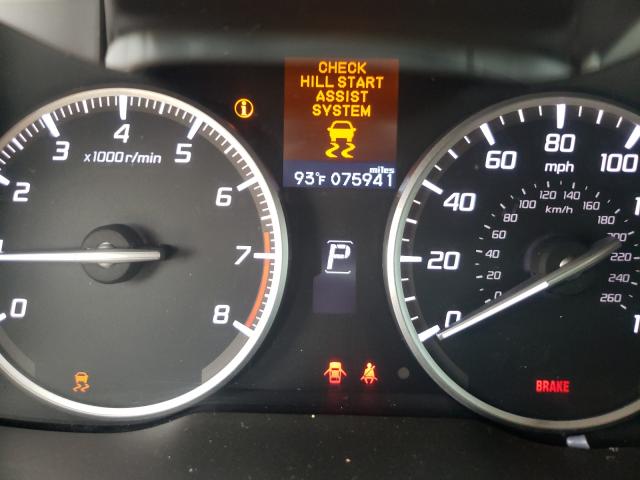 CHECK
HILL START
ASSIST
SYSTEM
miles
93°F 075941
P
x1000r/min
0
1
2
3
4
5
6
7
8
mph
0
20
40
60
80
100
km/h
0
20
40
60
80
100
120
140
160
180
200
220
240
260
BRAKE